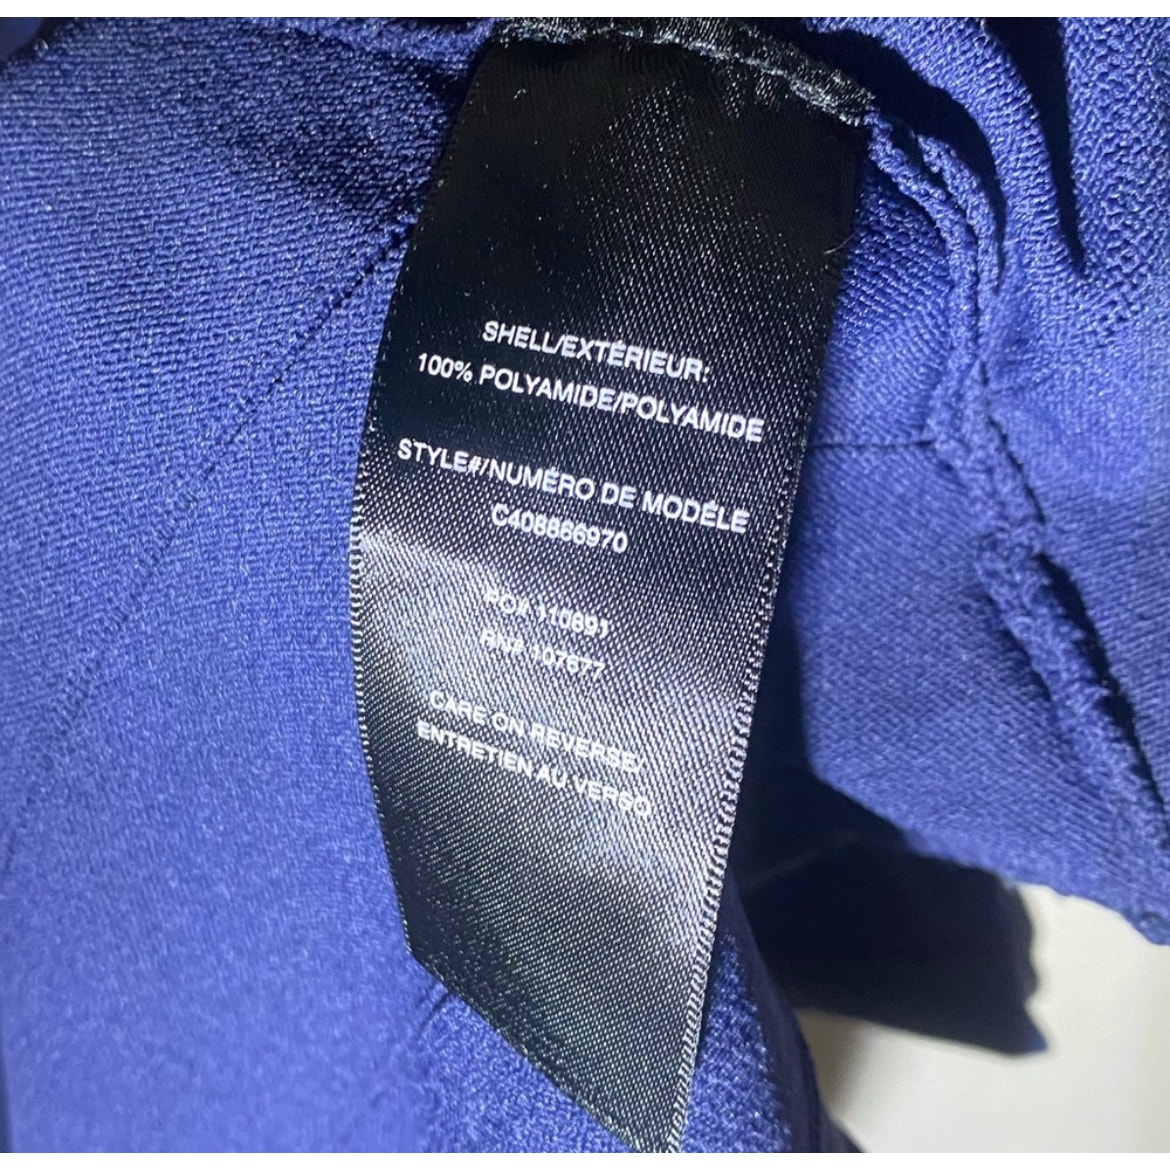 SHELL/EXTÉRIEUR:
100% POLYAMIDE/POLYAMIDE
STYLE#/NUMÉRO DE MODÉLE
C408866970
PO# 110891
RN# 107677
CARE ON REVERSE/
ENTRETIEN AU VERSO